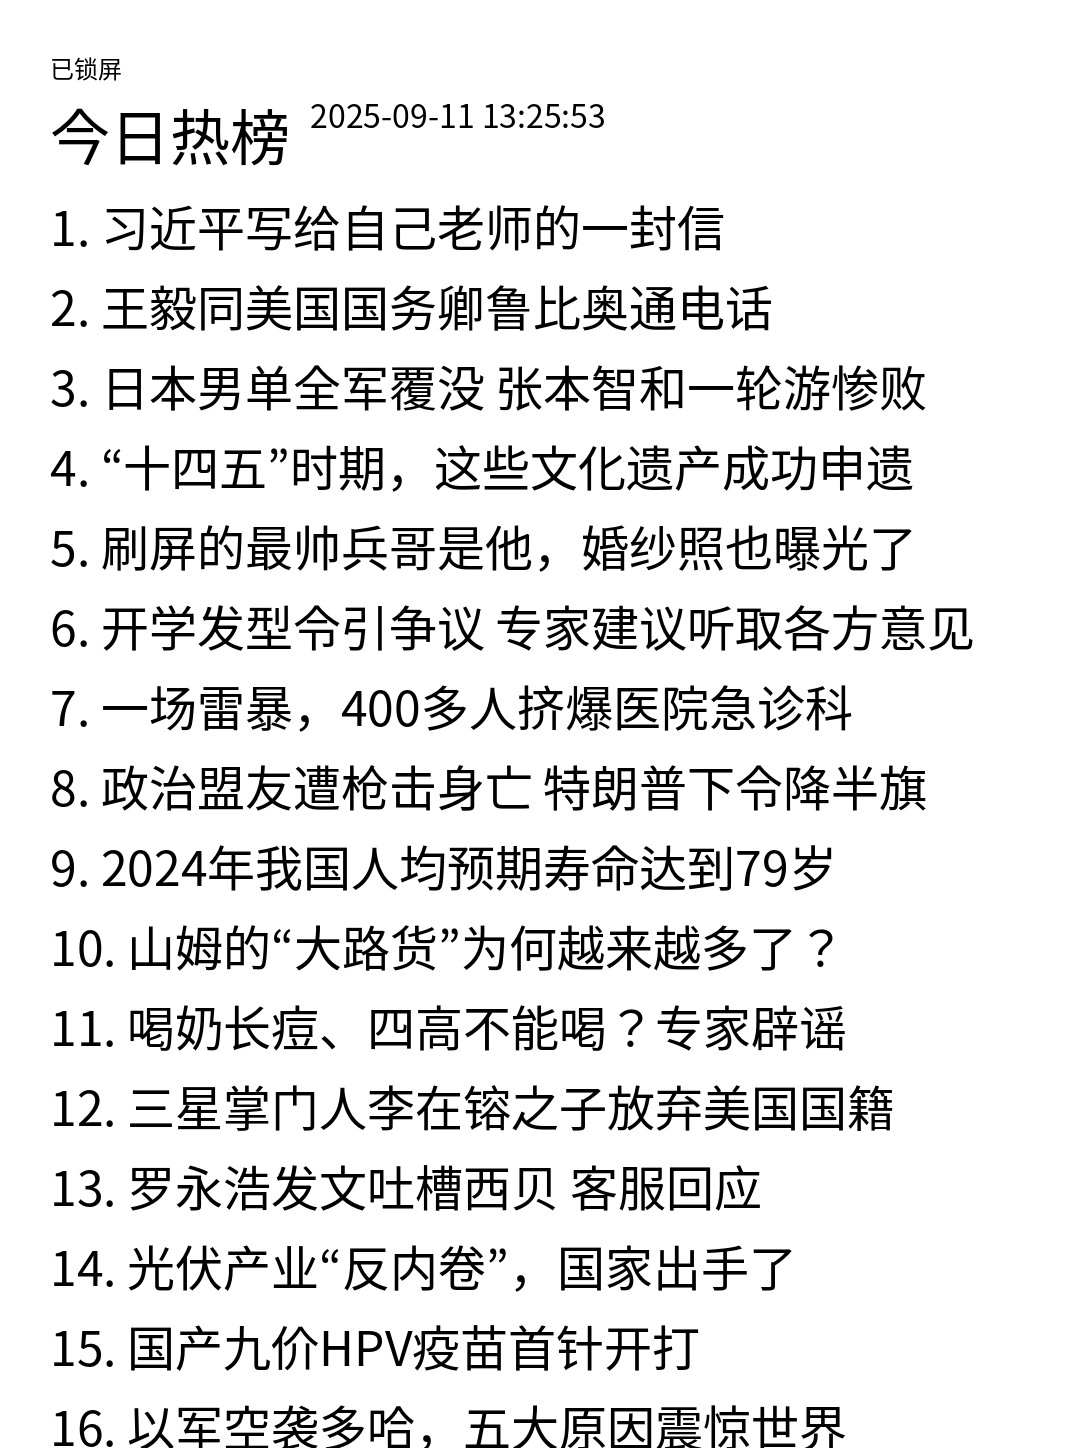 已锁屏
今日热榜 2025-09-11 13:25:53
1. 习近平写给自己老师的一封信
2. 王毅同美国国务卿鲁比奥通电话
3. 日本男单全军覆没 张本智和一轮游惨败
4. “十四五”时期，这些文化遗产成功申遗
5. 刷屏的最帅兵哥是他，婚纱照也曝光了
6. 开学发型令引争议 专家建议听取各方意见
7. 一场雷暴，400多人挤爆医院急诊科
8. 政治盟友遭枪击身亡 特朗普下令降半旗
9. 2024年我国人均预期寿命达到79岁
10. 山姆的“大路货”为何越来越多了？
11. 喝奶长痘、四高不能喝？专家辟谣
12. 三星掌门人李在镕之子放弃美国国籍
13. 罗永浩发文吐槽西贝 客服回应
14. 光伏产业“反内卷”，国家出手了
15. 国产九价HPV疫苗首针开打
16. 以军空袭多哈，五大原因震惊世界